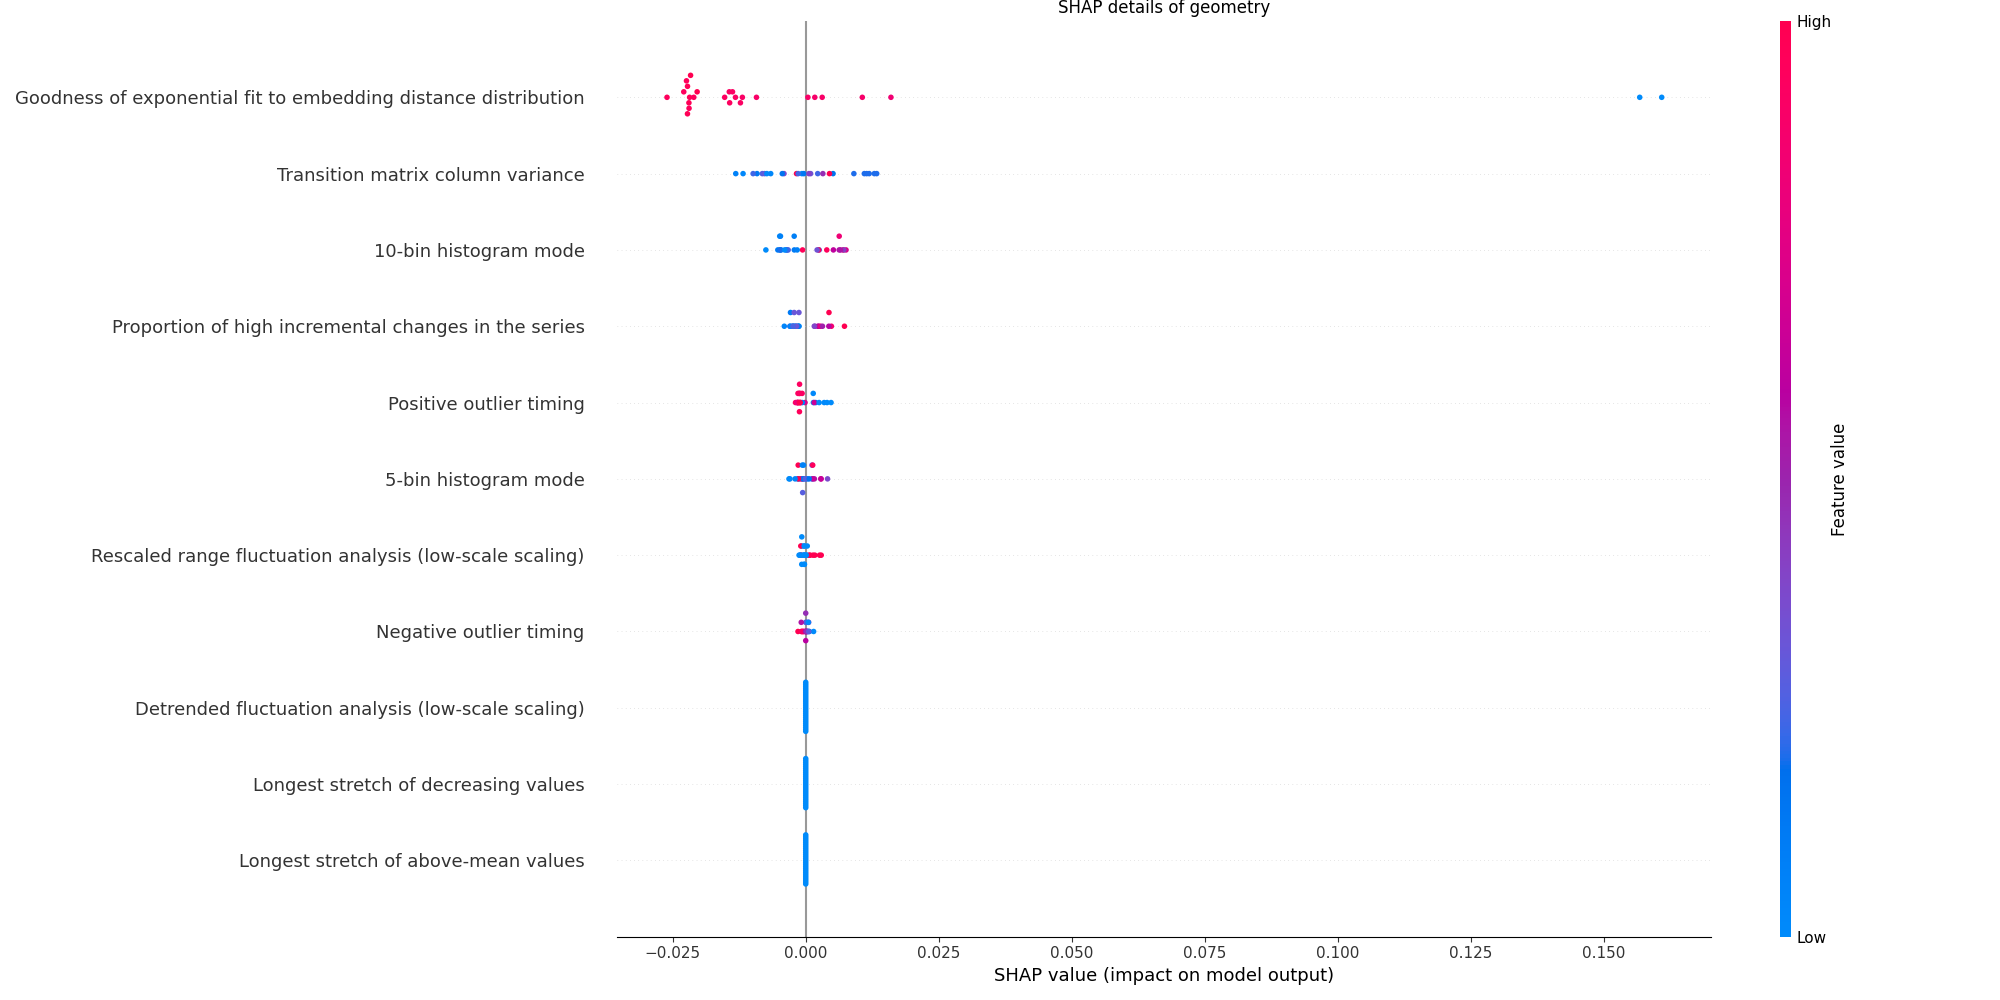 SHAP details of geometry
High
Goodness of exponential fit to embedding distance distribution
Transition matrix column variance
10-bin histogram mode
Proportion of high incremental changes in the series
Positive outlier timing
5-bin histogram mode
Feature value
Rescaled range fluctuation analysis (low-scale scaling)
Negative outlier timing
Detrended fluctuation analysis (low-scale scaling)
Longest stretch of decreasing values
Longest stretch of above-mean values
Low
−0.025 0.000 0.025 0.050 0.075 0.100 0.125 0.150
SHAP value (impact on model output)